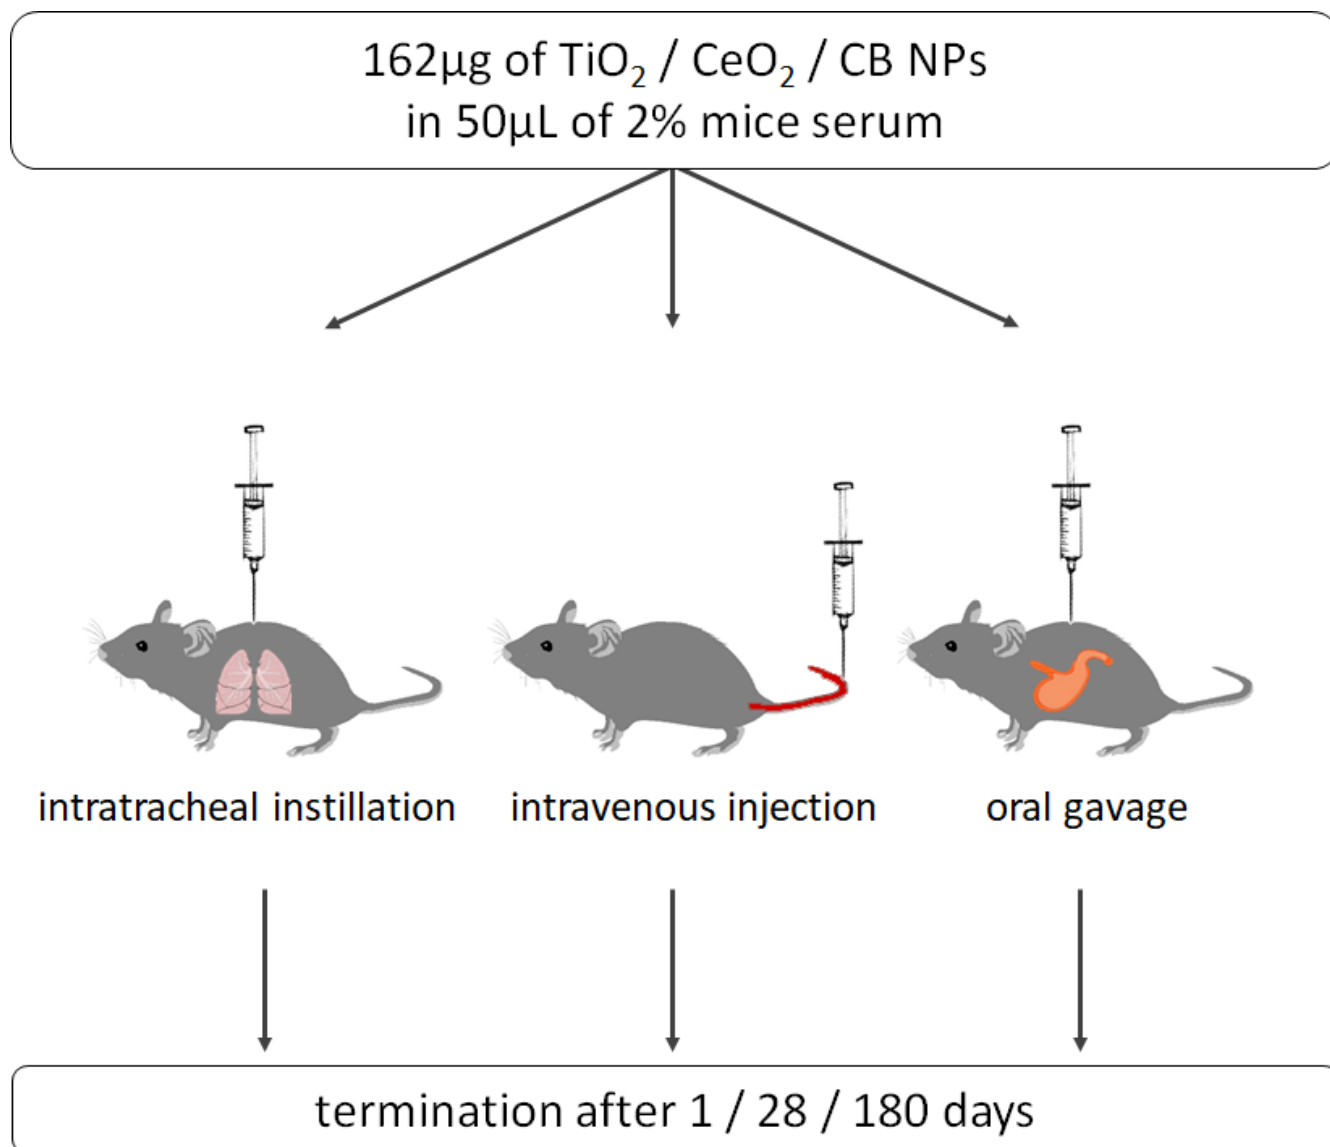 162µg of TiO₂ / CeO₂ / CB NPs
in 50µL of 2% mice serum
intratracheal instillation
intravenous injection
oral gavage
termination after 1 / 28 / 180 days